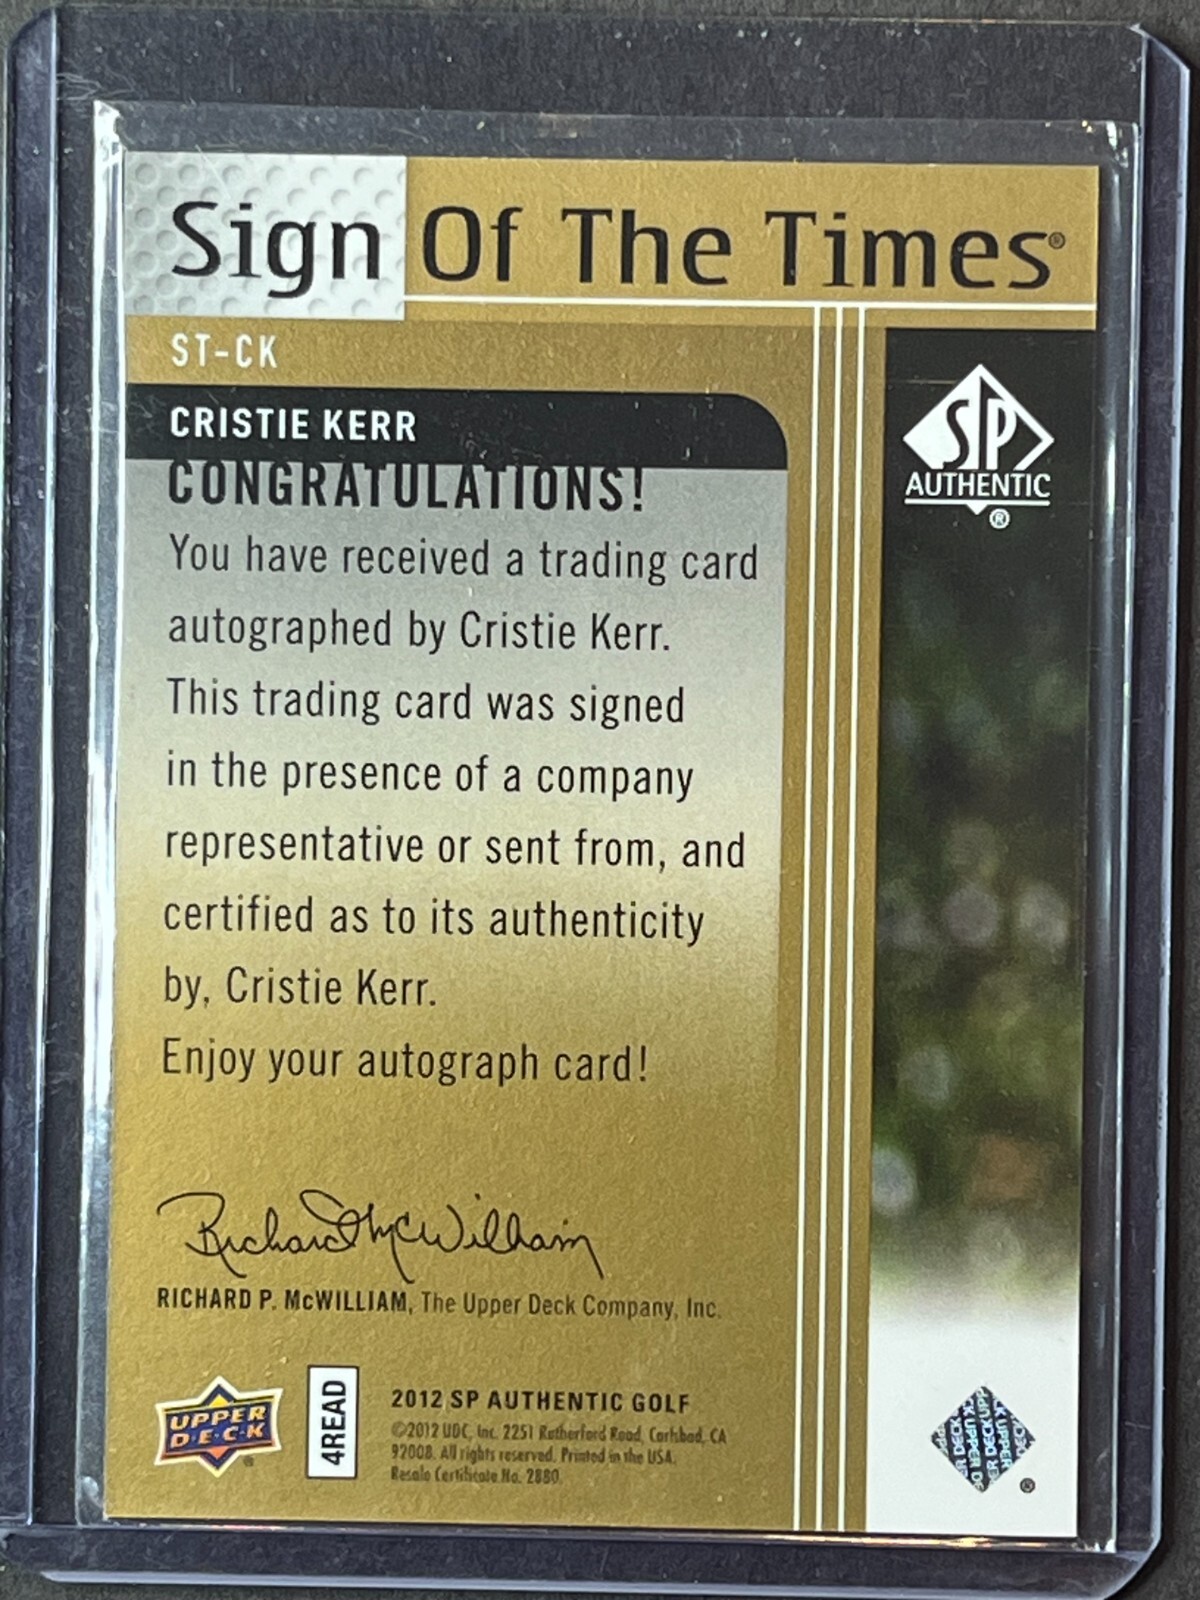 Sign Of The Times®
ST-CK
CRISTIE KERR
SP
AUTHENTIC
®
CONGRATULATIONS!
You have received a trading card
autographed by Cristie Kerr.
This trading card was signed
in the presence of a company
representative or sent from, and
certified as to its authenticity
by, Cristie Kerr.
Enjoy your autograph card!
Richard McWilliam
RICHARD P. McWILLIAM, The Upper Deck Company, Inc.
UPPER
DECK
®
4READ
2012 SP AUTHENTIC GOLF
©2012 UDC, Inc. 2251 Rutherford Road, Carlsbad, CA
92008. All rights reserved. Printed in the USA.
Resale Certificate No. 2880
®